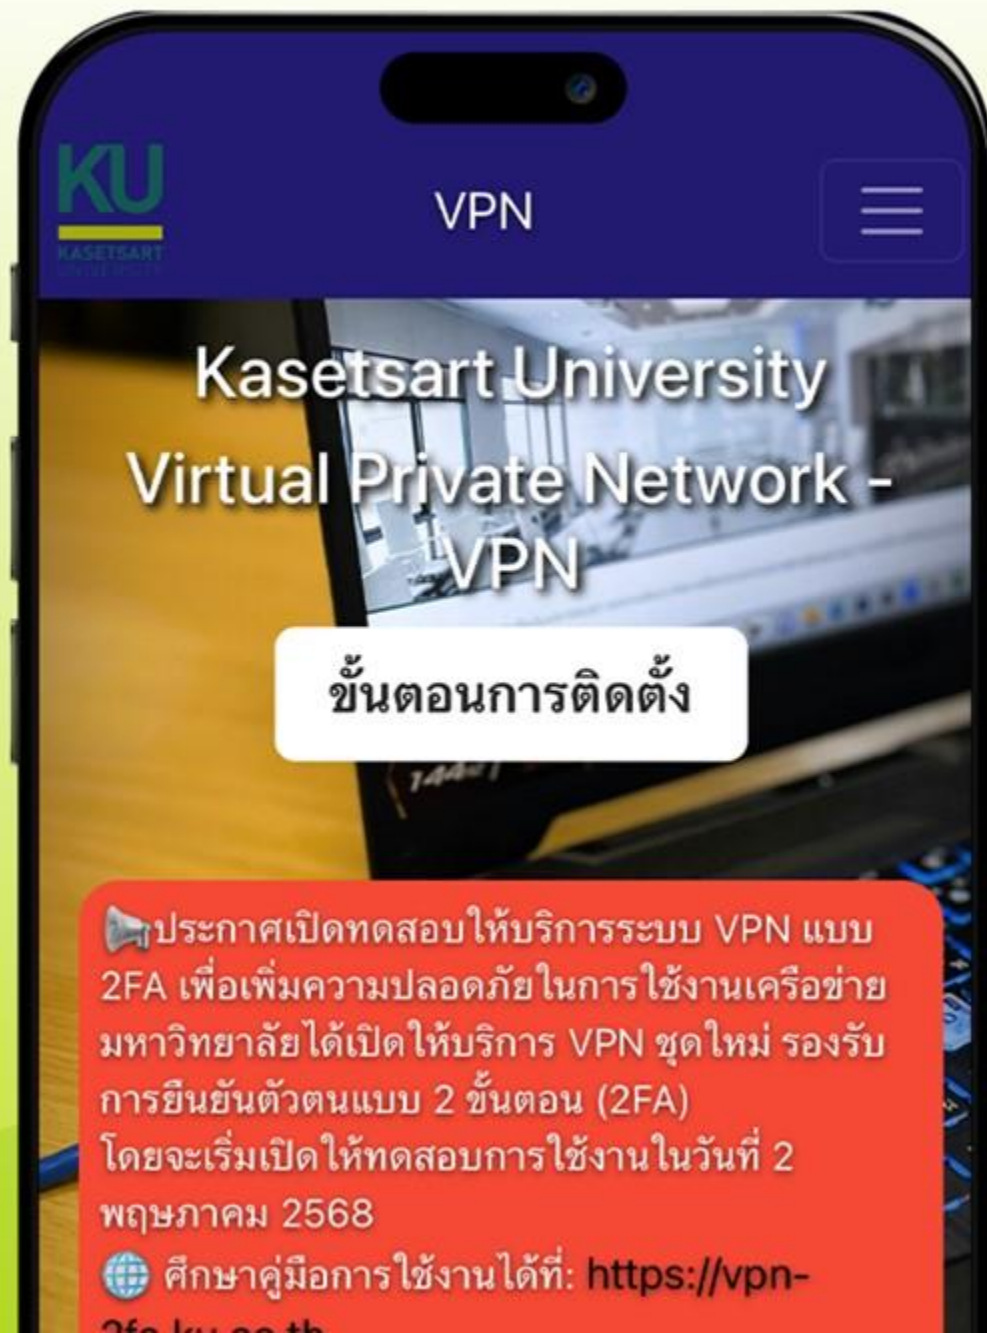 KU
KASETSART
UNIVERSITY
VPN
Kasetsart University
Virtual Private Network -
VPN
ขั้นตอนการติดตั้ง
📢ประกาศเปิดทดสอบให้บริการระบบ VPN แบบ
2FA เพื่อเพิ่มความปลอดภัยในการใช้งานเครือข่าย
มหาวิทยาลัยได้เปิดให้บริการ VPN ชุดใหม่ รองรับ
การยืนยันตัวตนแบบ 2 ขั้นตอน (2FA)
โดยจะเริ่มเปิดให้ทดสอบการใช้งานในวันที่ 2
พฤษภาคม 2568
🌐 ศึกษาคู่มือการใช้งานได้ที่: https://vpn-
2fa.ku.ac.th